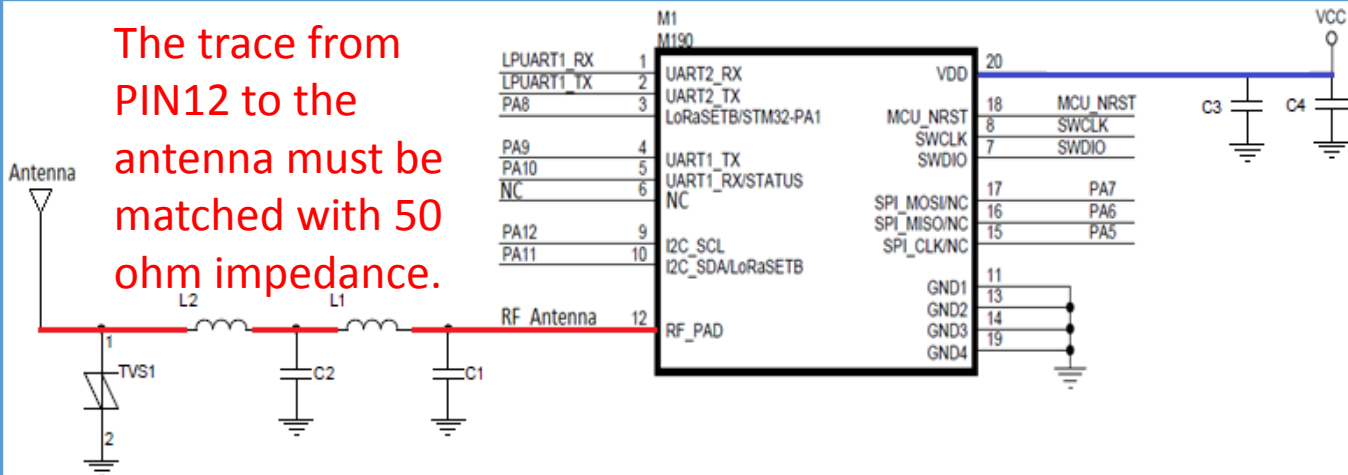 The trace from
PIN12 to the
antenna must be
matched with 50
ohm impedance.
Antenna
L2
L1
C2
C1
TVS1
1
2
RF Antenna
12
M1
M190
LPUART1_RX 1 UART2_RX
LPUART1_TX 2 UART2_TX
PA8 3 LoRaSETB/STM32-PA1
PA9 4 UART1_TX
PA10 5 UART1_RX/STATUS
NC 6 NC
PA12 9 I2C_SCL
PA11 10 I2C_SDA/LoRaSETB
RF_PAD
VDD 20
MCU_NRST 18 MCU_NRST
SWCLK 8 SWCLK
SWDIO 7 SWDIO
SPI_MOSI/NC 17 PA7
SPI_MISO/NC 16 PA6
SPI_CLK/NC 15 PA5
GND1 11
GND2 13
GND3 14
GND4 19
VCC
C3
C4